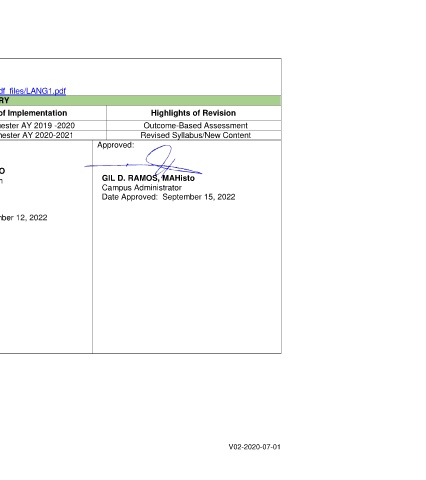 df_files/LANG1.pdf
RY
of Implementation Highlights of Revision
ester AY 2019 -2020 Outcome-Based Assessment
nester AY 2020-2021 Revised Syllabus/New Content
Approved:
O
n
GIL D. RAMOS, MAHisto
Campus Administrator
Date Approved: September 15, 2022
ber 12, 2022
V02-2020-07-01